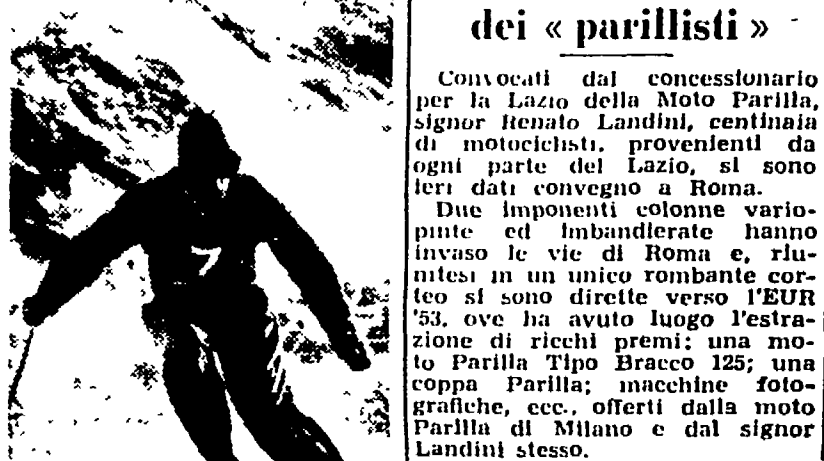 dei « parillisti »
Convocati dal concessionario
per la Lazio della Moto Parilla,
signor Renato Landini, centinaia
di motociclisti, provenienti da
ogni parte del Lazio, si sono
ieri dati convegno a Roma.
Due imponenti colonne vario-
pinte ed imbandierate hanno
invaso le vie di Roma e, riu-
nitesi in un unico rombante cor-
teo si sono dirette verso l'EUR
'53, ove ha avuto luogo l'estra-
zione di ricchi premi: una mo-
to Parilla Tipo Bracco 125; una
coppa Parilla; macchine foto-
grafiche, ecc., offerti dalla moto
Parilla di Milano e dal signor
Landini stesso.
7